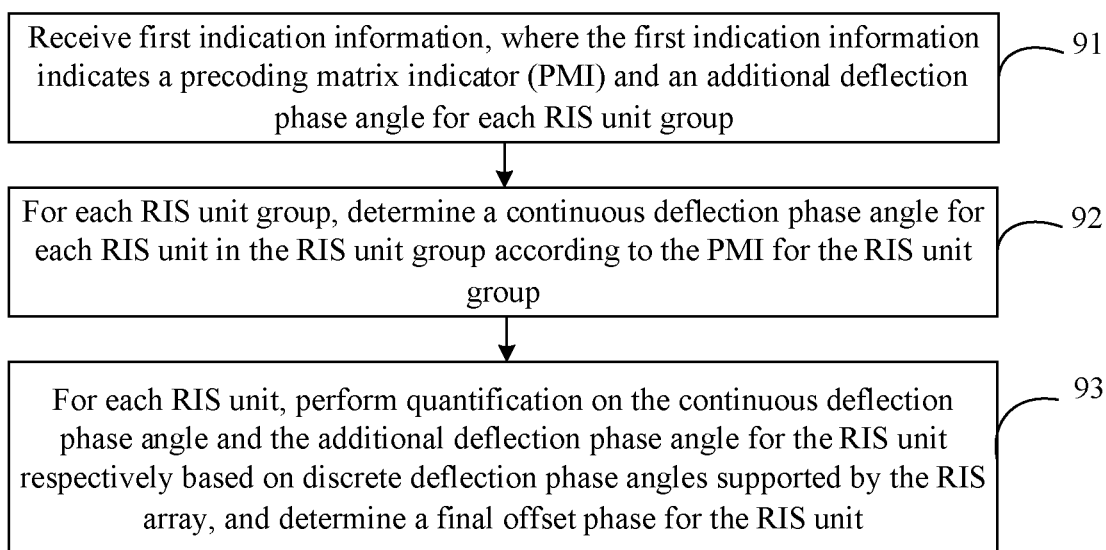 Receive first indication information, where the first indication information
indicates a precoding matrix indicator (PMI) and an additional deflection
phase angle for each RIS unit group
91
For each RIS unit group, determine a continuous deflection phase angle for
each RIS unit in the RIS unit group according to the PMI for the RIS unit
group
92
For each RIS unit, perform quantification on the continuous deflection
phase angle and the additional deflection phase angle for the RIS unit
respectively based on discrete deflection phase angles supported by the RIS
array, and determine a final offset phase for the RIS unit
93